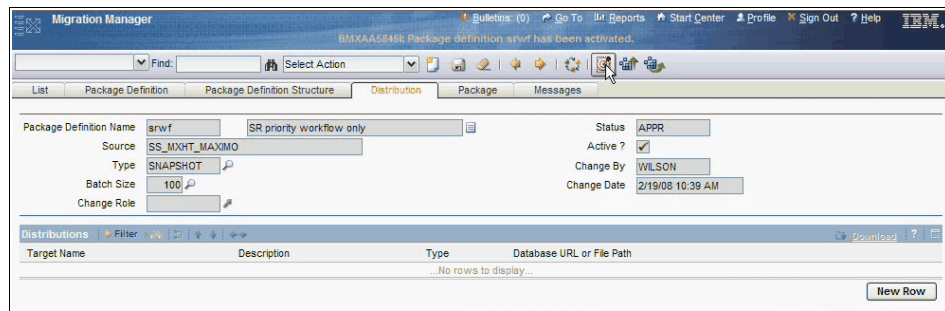 Migration Manager
Bulletins: (0) Go To Reports Start Center Profile Sign Out ? Help IBM.
BMXAA5845I: Package definition srwf has been activated.
Find: Select Action
List Package Definition Package Definition Structure Distribution Package Messages
Package Definition Name srwf SR priority workflow only Status APPR
Source SS_MXHT_MAXIMO Active ?
Type SNAPSHOT Change By WILSON
Batch Size 100 Change Date 2/19/08 10:39 AM
Change Role
Distributions Filter Download ?
Target Name Description Type Database URL or File Path
...No rows to display...
New Row